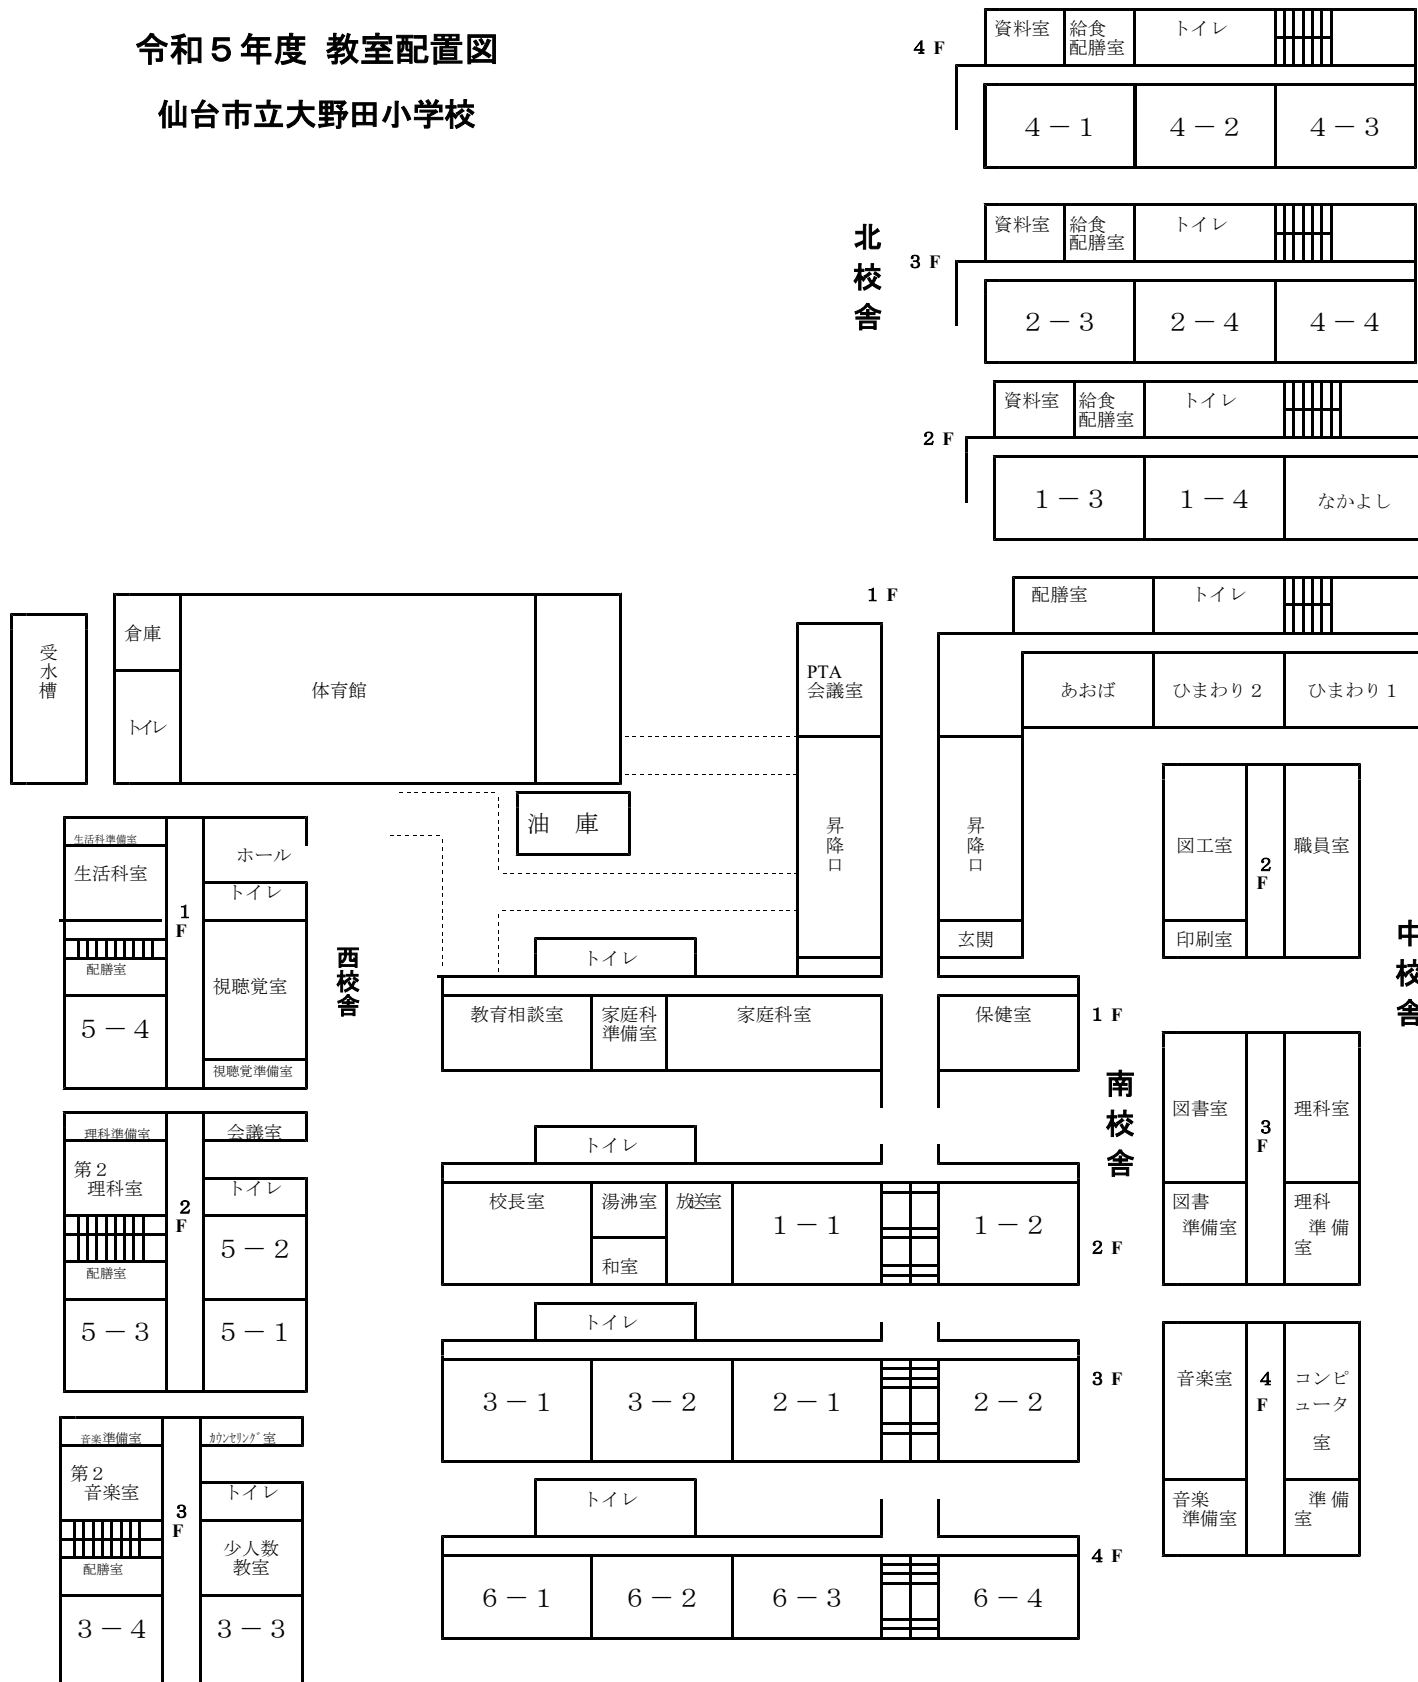 令和５年度 教室配置図
仙台市立大野田小学校
４F
資料室
給食
配膳室
トイレ
４－１
４－２
４－３
北校舎
３F
資料室
給食
配膳室
トイレ
２－３
２－４
４－４
２F
資料室
給食
配膳室
トイレ
１－３
１－４
なかよし
１F
配膳室
トイレ
あおば
ひまわり２
ひまわり１
受水槽
倉庫
トイレ
体育館
油　庫
PTA
会議室
昇降口
昇降口
玄関
西校舎
生活科準備室
生活科室
１F
ホール
トイレ
配膳室
視聴覚室
５－４
視聴覚準備室
理科準備室
会議室
第２
理科室
２F
トイレ
５－２
配膳室
５－３
５－１
音楽準備室
ｶｳﾝｾﾘﾝｸﾞ室
第２
音楽室
３F
トイレ
少人数
教室
配膳室
３－４
３－３
南校舎
トイレ
教育相談室
家庭科
準備室
家庭科室
保健室
１F
トイレ
校長室
湯沸室
和室
放送室
１－１
１－２
２F
トイレ
３－１
３－２
２－１
２－２
３F
トイレ
６－１
６－２
６－３
６－４
４F
中校舎
図工室
２F
職員室
印刷室
図書室
３F
理科室
図書
準備室
理科
準 備
室
音楽室
４F
コンピ
ュータ
室
音楽
準備室
準 備
室